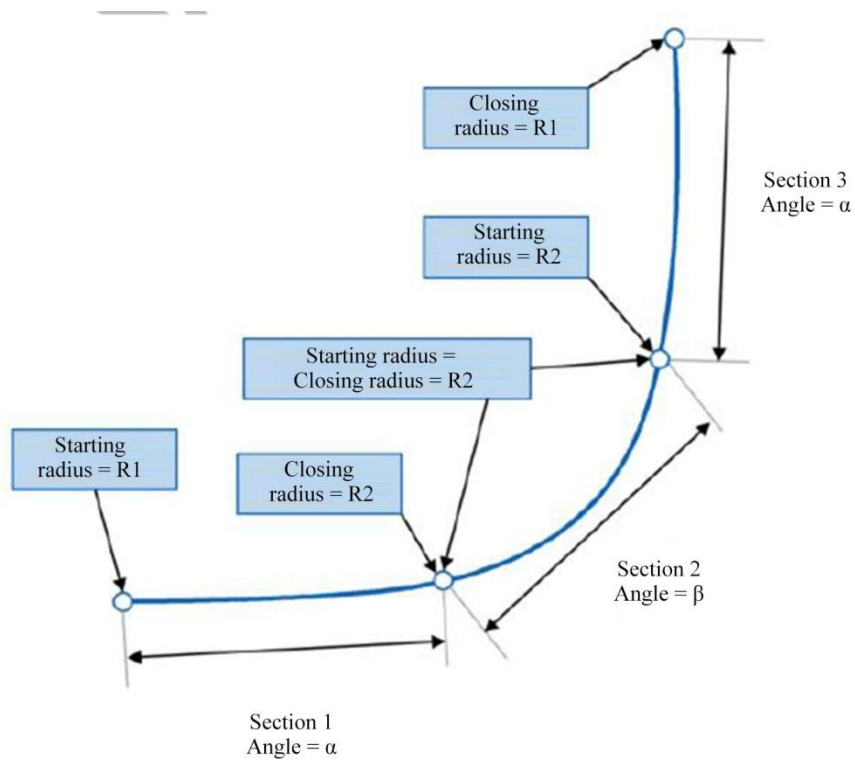 Closing
radius = R1
Section 3
Angle = α
Starting
radius = R2
Starting radius =
Closing radius = R2
Starting
radius = R1
Closing
radius = R2
Section 2
Angle = β
Section 1
Angle = α